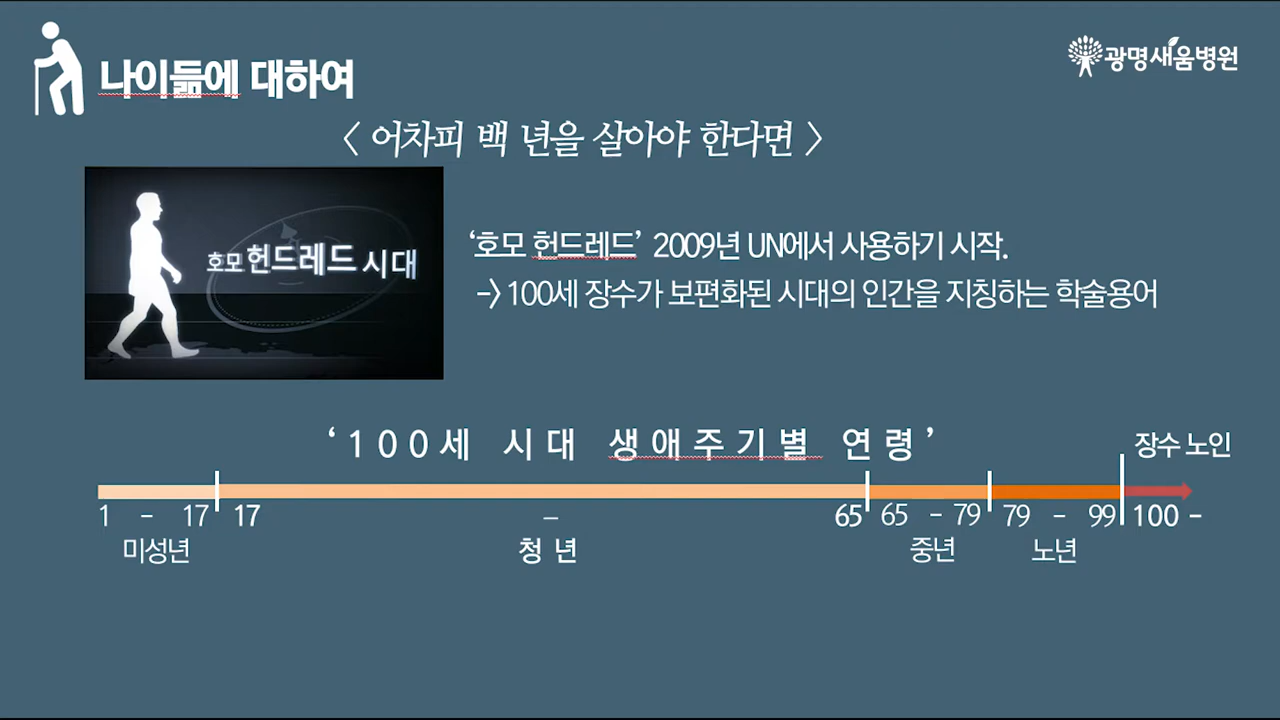 나이듦에 대하여
광명새움병원
< 어차피 백 년을 살아야 한다면 >
호모 헌드레드 시대
‘호모 헌드레드’ 2009년 UN에서 사용하기 시작.
-> 100세 장수가 보편화된 시대의 인간을 지칭하는 학술용어
‘100세 시대 생애주기별 연령’
장수 노인
1 - 17 17 - 65 65 - 79 79 - 99 100 -
미성년 청 년 중년 노년